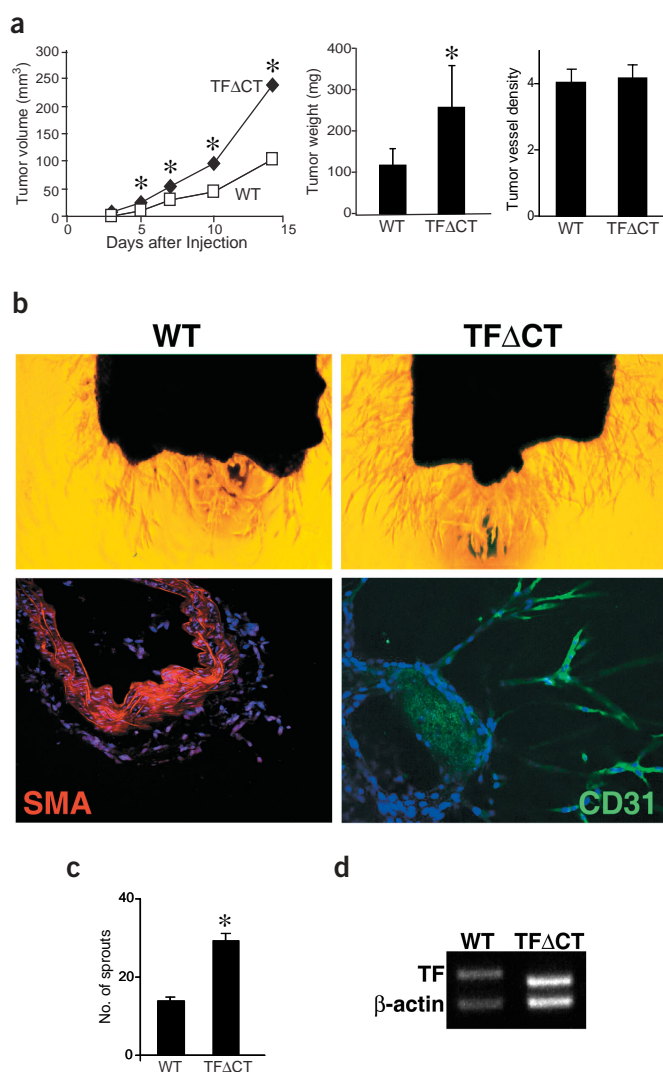 a
Tumor volume (mm3)
300
250
200
150
100
50
0
0 5 10 15
Days after Injection
TFΔCT
WT
* * * *
Tumor weight (mg)
400
300
200
100
0
*
WT TFΔCT
Tumor vessel density
4
2
0
WT TFΔCT
b
WT TFΔCT
SMA
CD31
c
No. of sprouts
40
20
0
*
WT TFΔCT
d
WT TFΔCT
TF
β-actin